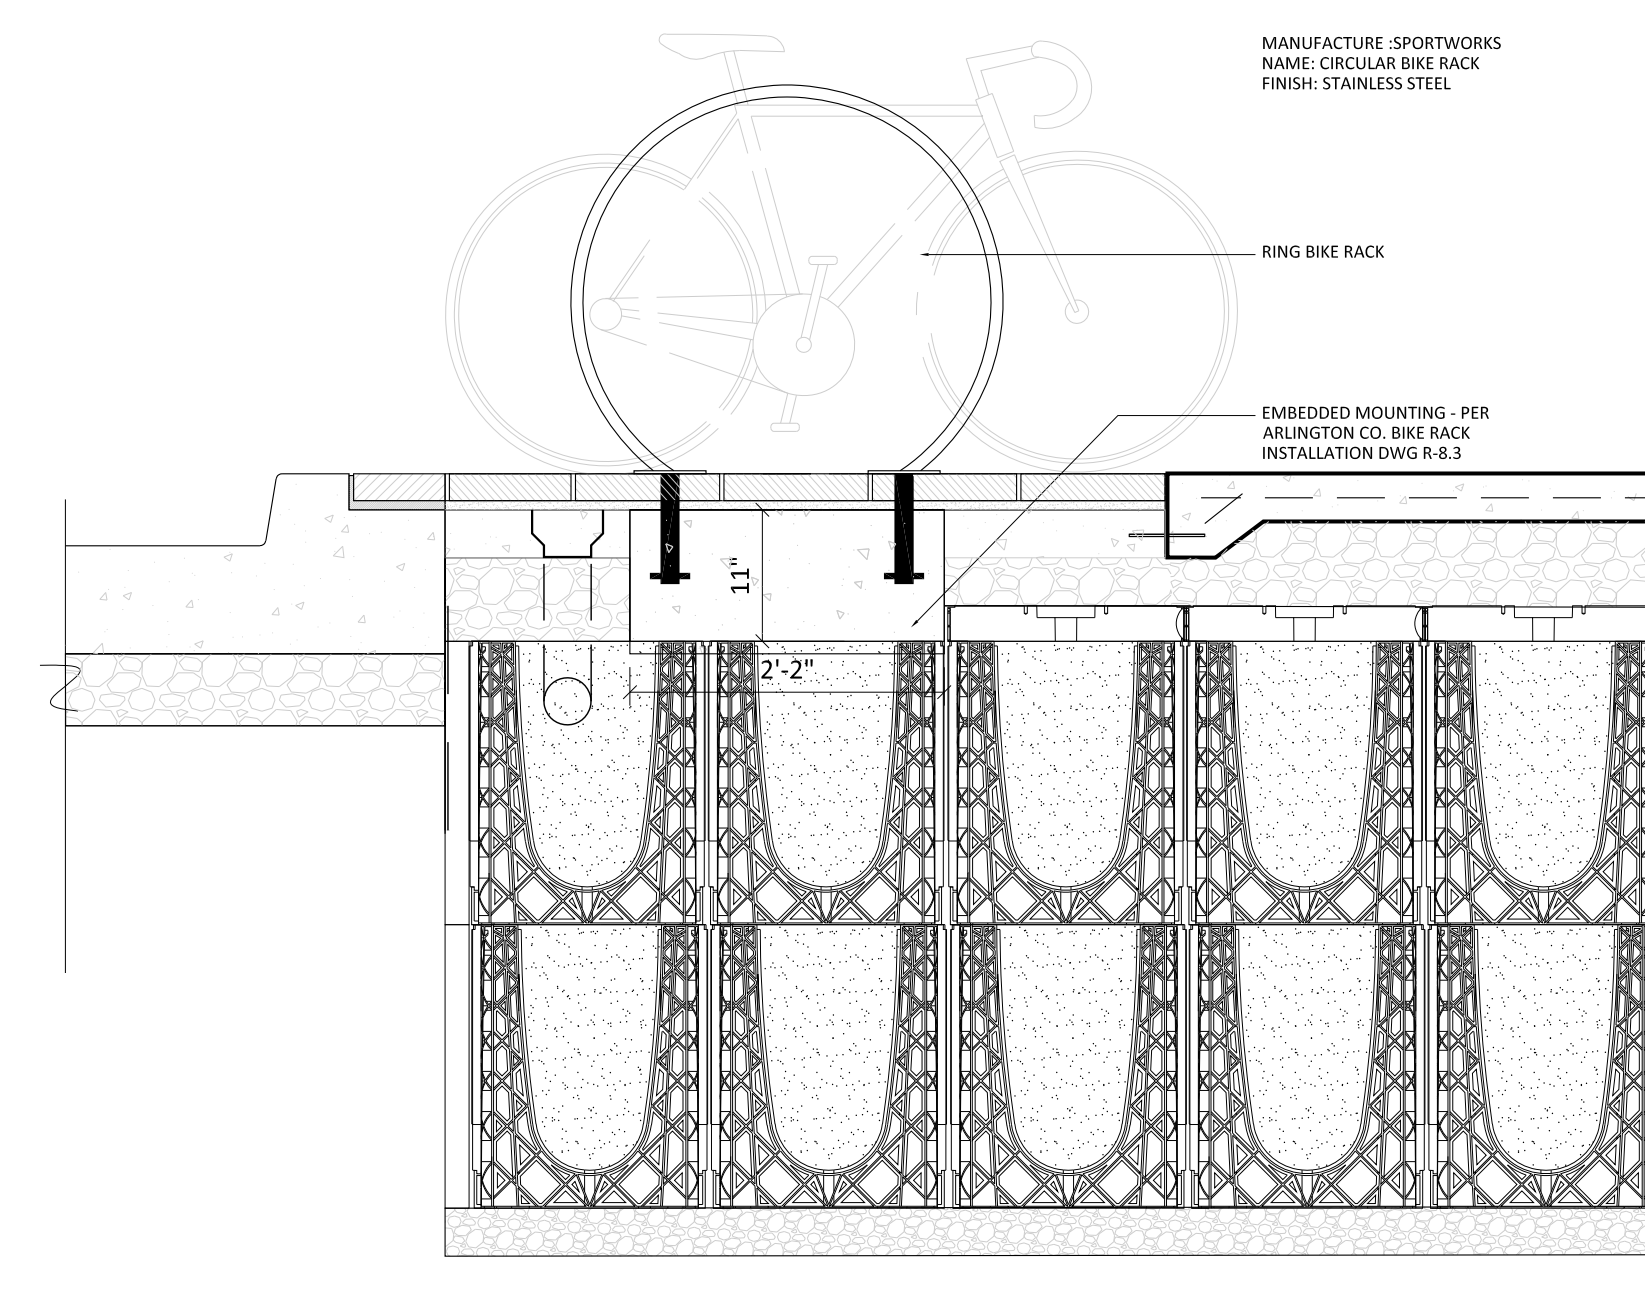 MANUFACTURE :SPORTWORKS
NAME: CIRCULAR BIKE RACK
FINISH: STAINLESS STEEL
RING BIKE RACK
EMBEDDED MOUNTING - PER
ARLINGTON CO. BIKE RACK
INSTALLATION DWG R-8.3
11"
2'-2"